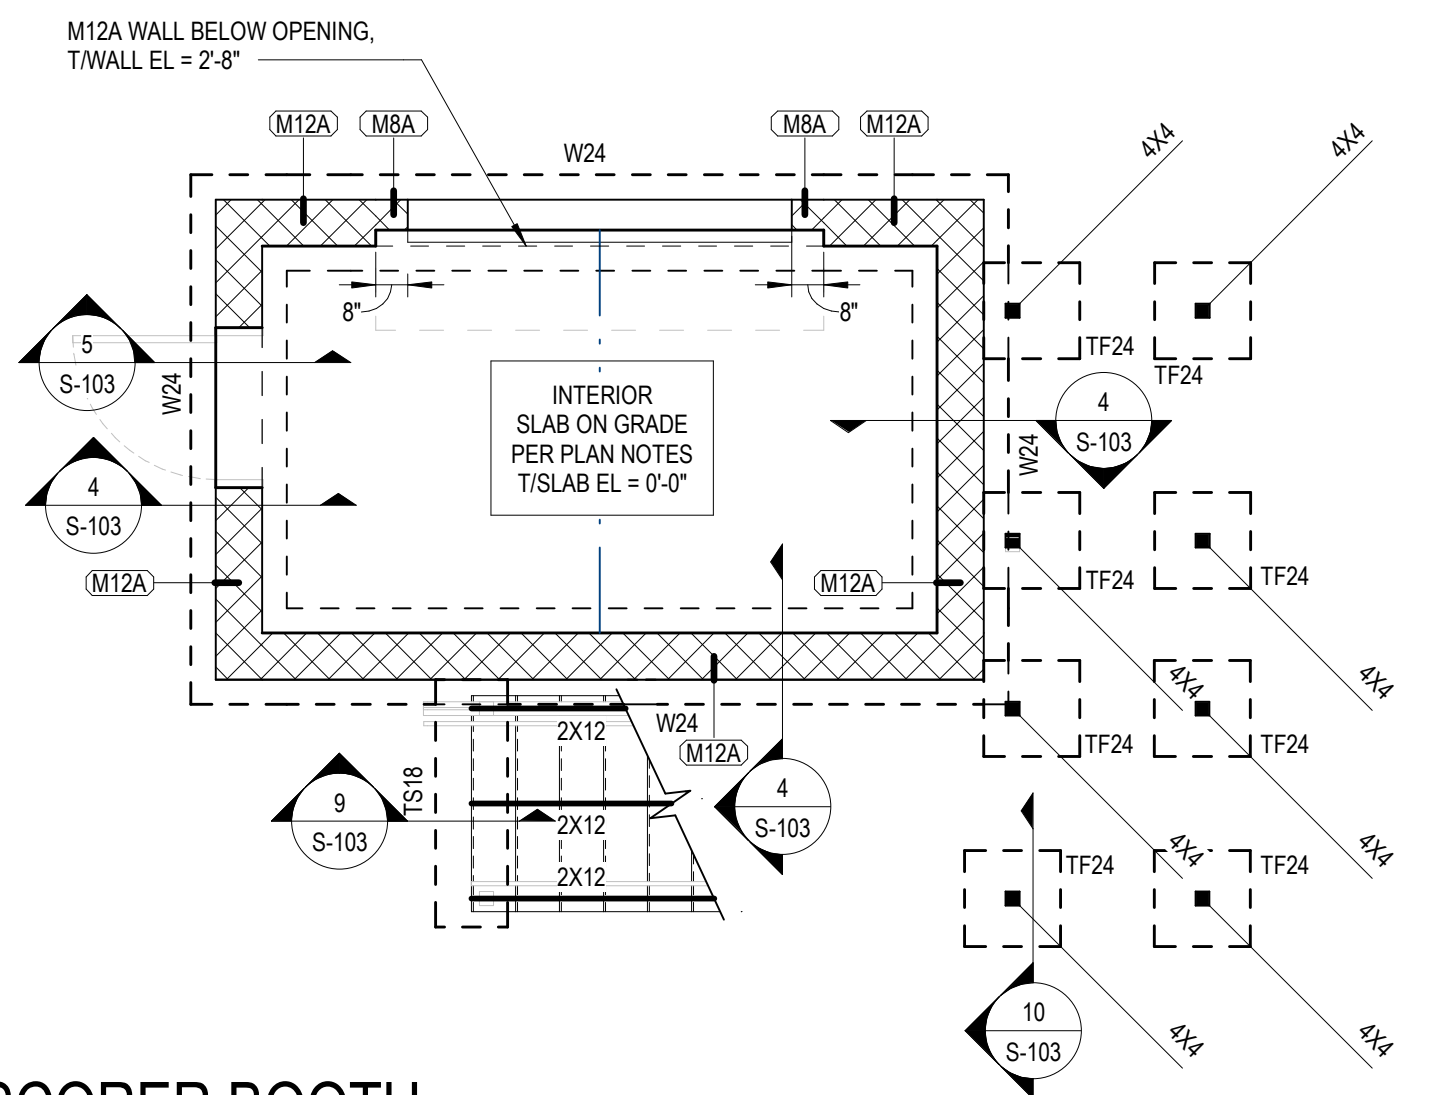 M12A WALL BELOW OPENING,
T/WALL EL = 2'-8"
M12A
M8A
W24
M8A
M12A
4X4
4X4
8"
8"
5
S-103
W24
TF24
TF24
INTERIOR
SLAB ON GRADE
PER PLAN NOTES
T/SLAB EL = 0'-0"
4
S-103
W24
4
S-103
M12A
M12A
TF24
TF24
4X4
4X4
W24
2X12
M12A
TF24
TF24
TS18
9
S-103
2X12
4
S-103
2X12
4X4
4X4
TF24
TF24
10
S-103
4X4
4X4